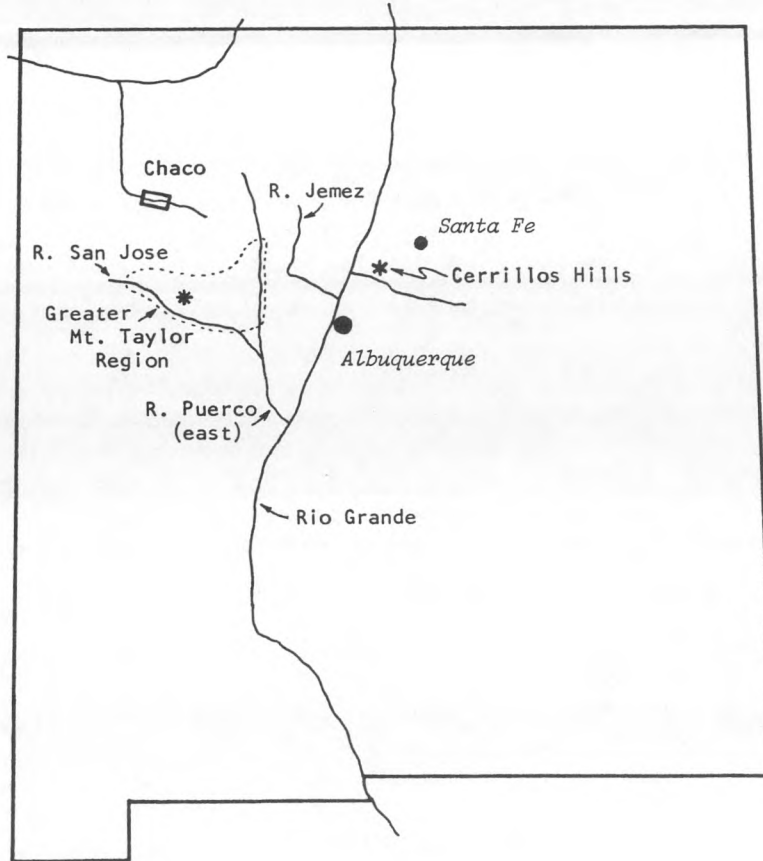 Chaco
R. Jemez
Santa Fe
R. San Jose
Cerrillos Hills
Greater
Mt. Taylor
Region
Albuquerque
R. Puerco
(east)
Rio Grande